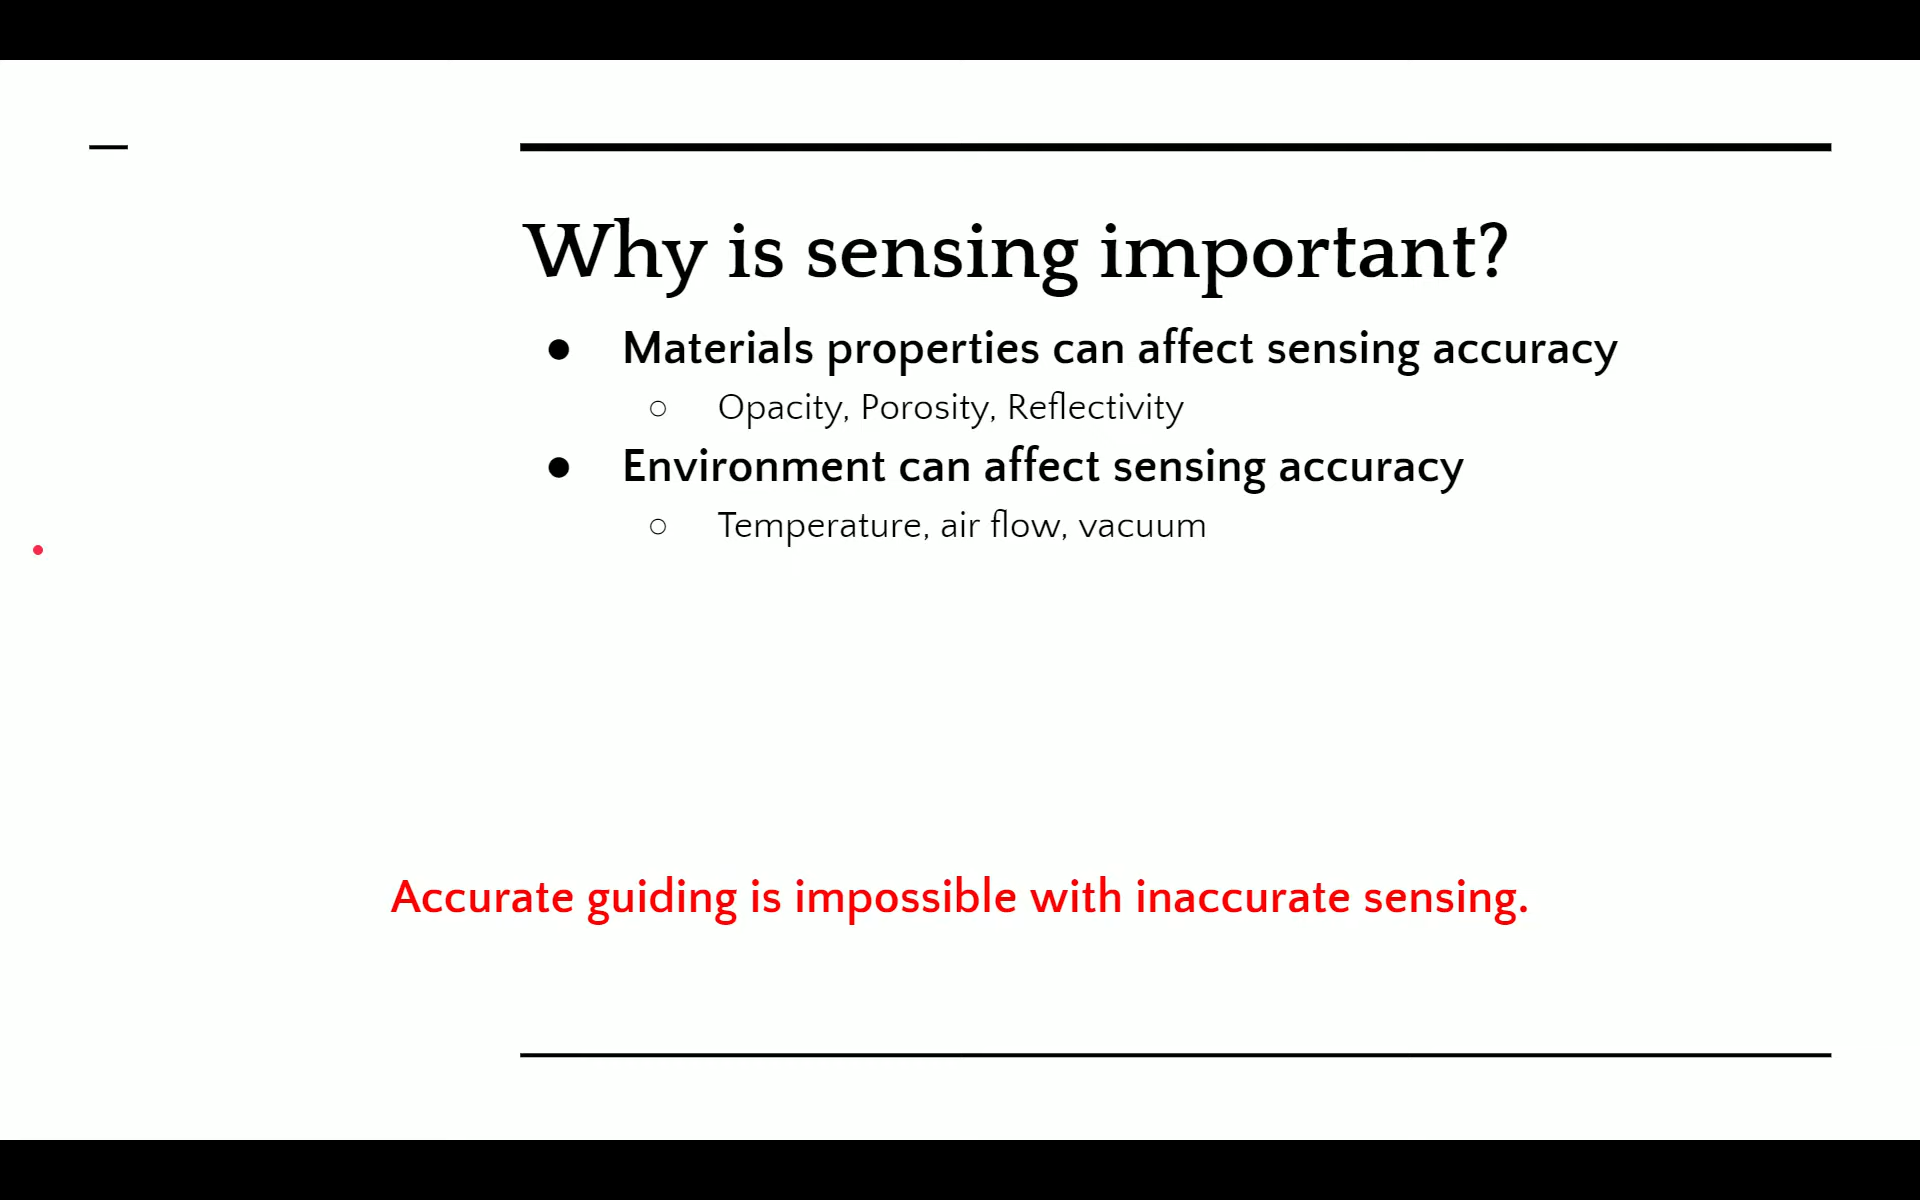 Why is sensing important?
● Materials properties can affect sensing accuracy
○ Opacity, Porosity, Reflectivity
● Environment can affect sensing accuracy
○ Temperature, air flow, vacuum
Accurate guiding is impossible with inaccurate sensing.